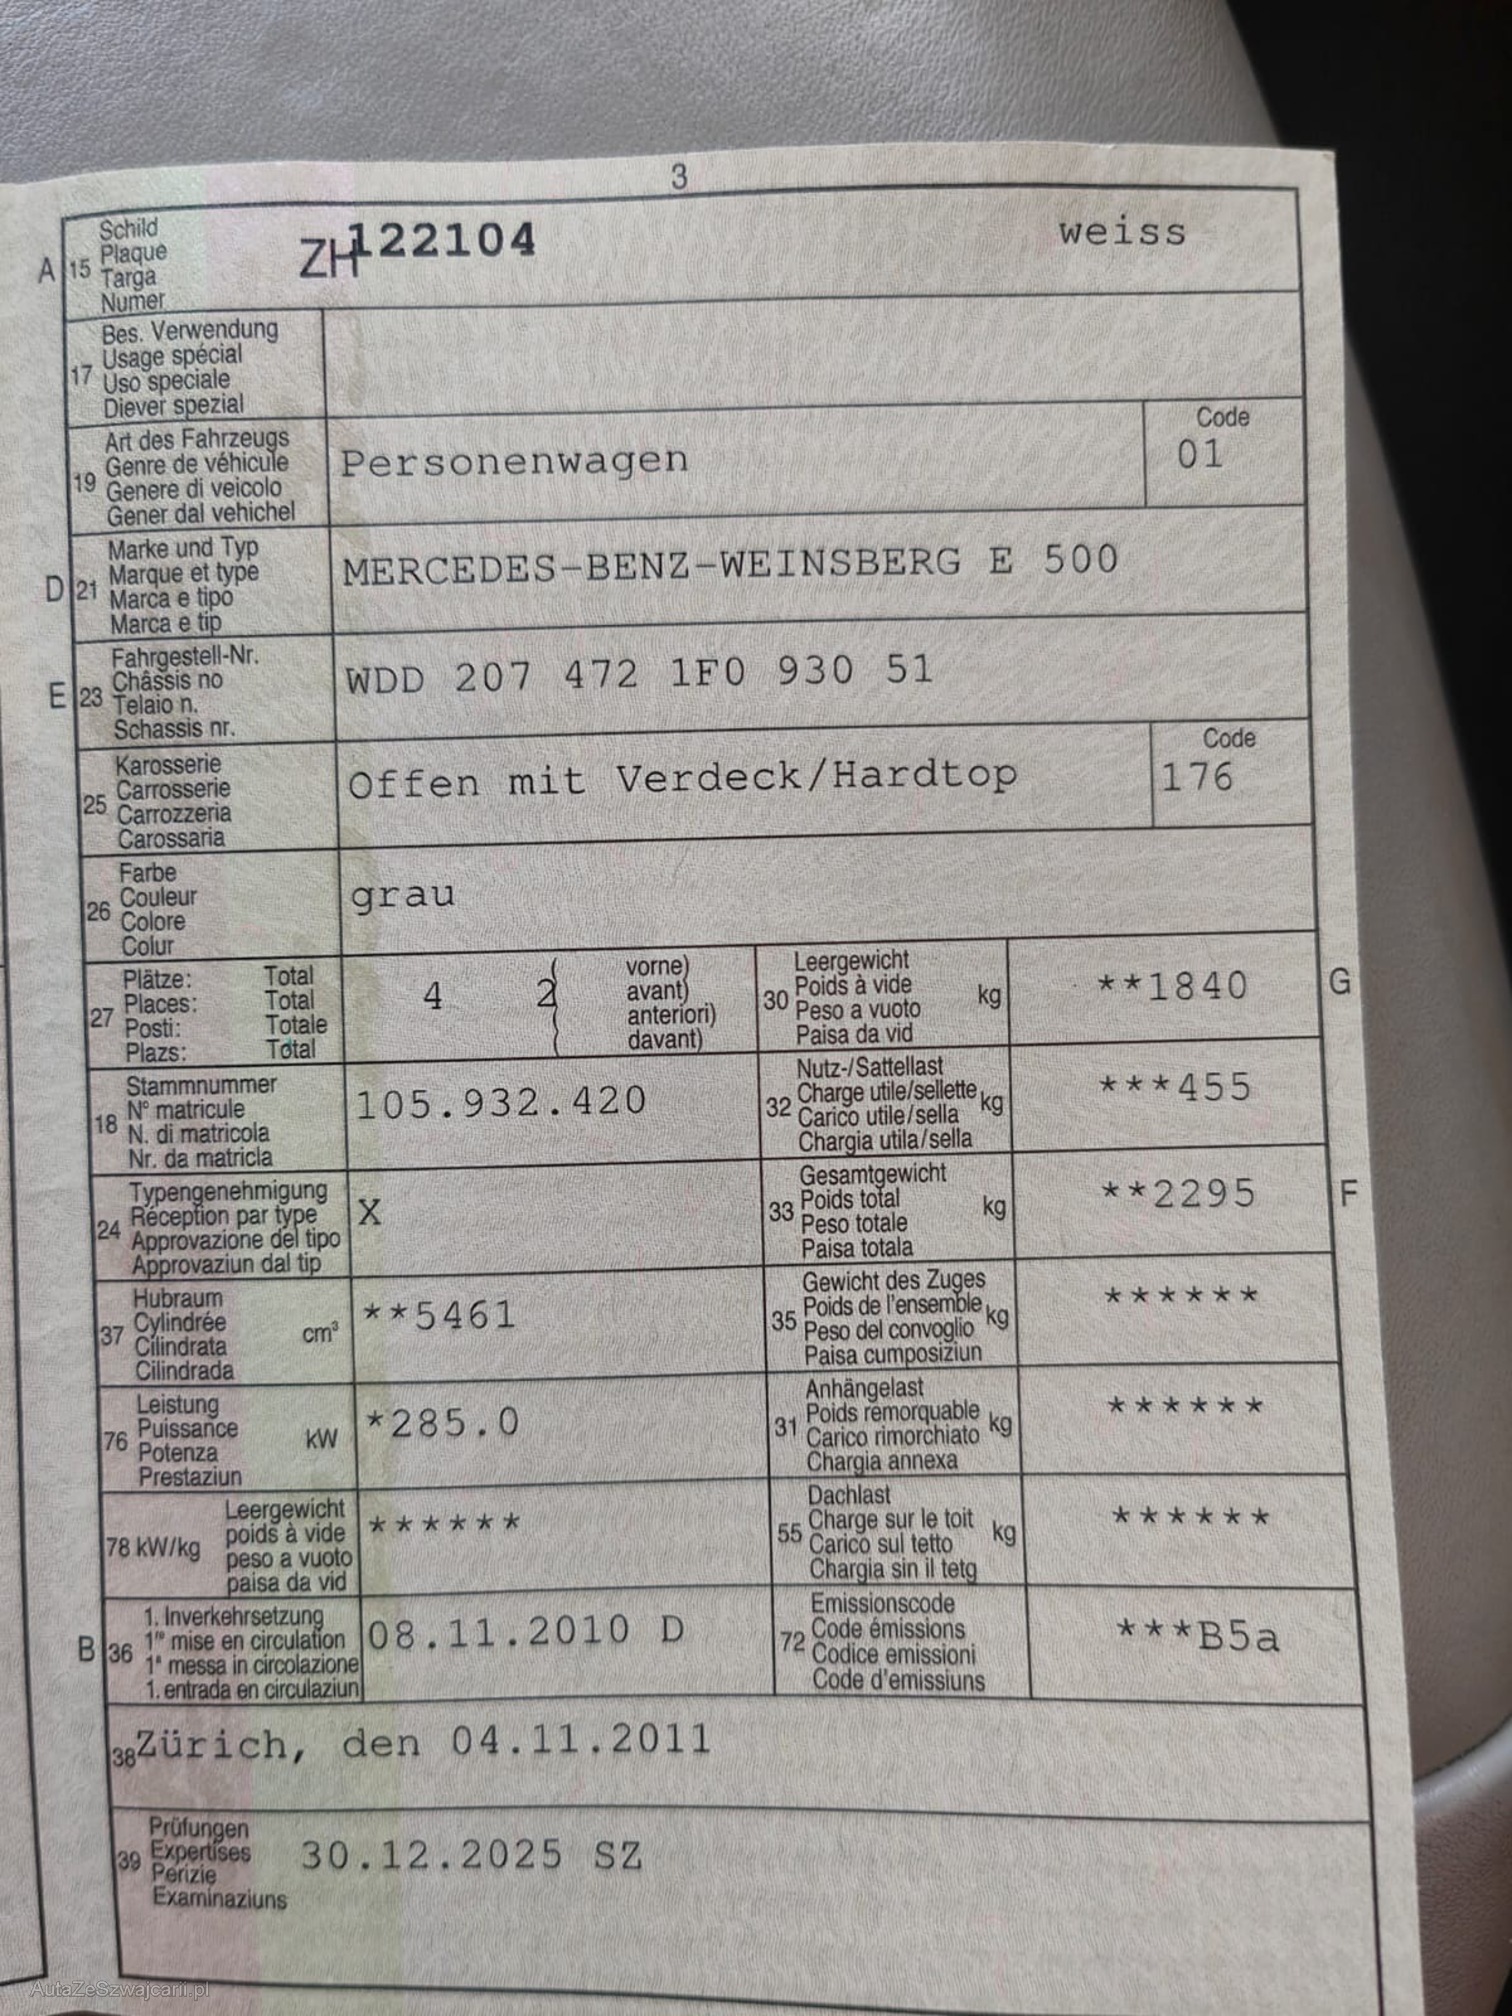 3
A 15 Schild
Plaque
Targa
Numer
ZH 122104 weiss
17 Bes. Verwendung
Usage spécial
Uso speciale
Diever spezial
19 Art des Fahrzeugs
Genre de véhicule
Genere di veicolo
Gener dal vehichel
Personenwagen
Code
01
D 21 Marke und Typ
Marque et type
Marca e tipo
Marca e tip
MERCEDES-BENZ-WEINSBERG E 500
E 23 Fahrgestell-Nr.
Châssis no
Telaio n.
Schassis nr.
WDD 207 472 1F0 930 51
25 Karosserie
Carrosserie
Carrozzeria
Carossaria
Offen mit Verdeck/Hardtop
Code
176
26 Farbe
Couleur
Colore
Colur
grau
27 Plätze: Total
Places: Total
Posti: Totale
Plazs: Total
4 2 ( vorne)
avant)
anteriori)
davant)
30 Leergewicht
Poids à vide
Peso a vuoto
Paisa da vid
kg
**1840
G
18 Stammnummer
N° matricule
N. di matricola
Nr. da matricla
105.932.420
32 Nutz-/Sattellast
Charge utile/sellette
Carico utile/sella
Chargia utila/sella
kg
***455
24 Typengenehmigung
Réception par type
Approvazione del tipo
Approvaziun dal tip
X
33 Gesamtgewicht
Poids total
Peso totale
Paisa totala
kg
**2295
F
37 Hubraum
Cylindrée
Cilindrata
Cilindrada
cm³
**5461
35 Gewicht des Zuges
Poids de l'ensemble
Peso del convoglio
Paisa cumposiziun
kg
******
76 Leistung
Puissance
Potenza
Prestaziun
kW
*285.0
31 Anhängelast
Poids remorquable
Carico rimorchiato
Chargia annexa
kg
******
78 kW/kg Leergewicht
poids à vide
peso a vuoto
paisa da vid
******
55 Dachlast
Charge sur le toit
Carico sul tetto
Chargia sin il tetg
kg
******
B 36 1. Inverkehrsetzung
1re mise en circulation
1a messa in circolazione
1. entrada en circulaziun
08.11.2010 D
72 Emissionscode
Code émissions
Codice emissioni
Code d'emissiuns
***B5a
38 Zürich, den 04.11.2011
39 Prüfungen
Expertises
Perizie
Examinaziuns
30.12.2025 SZ
AutaZeSzwajcarii.pl